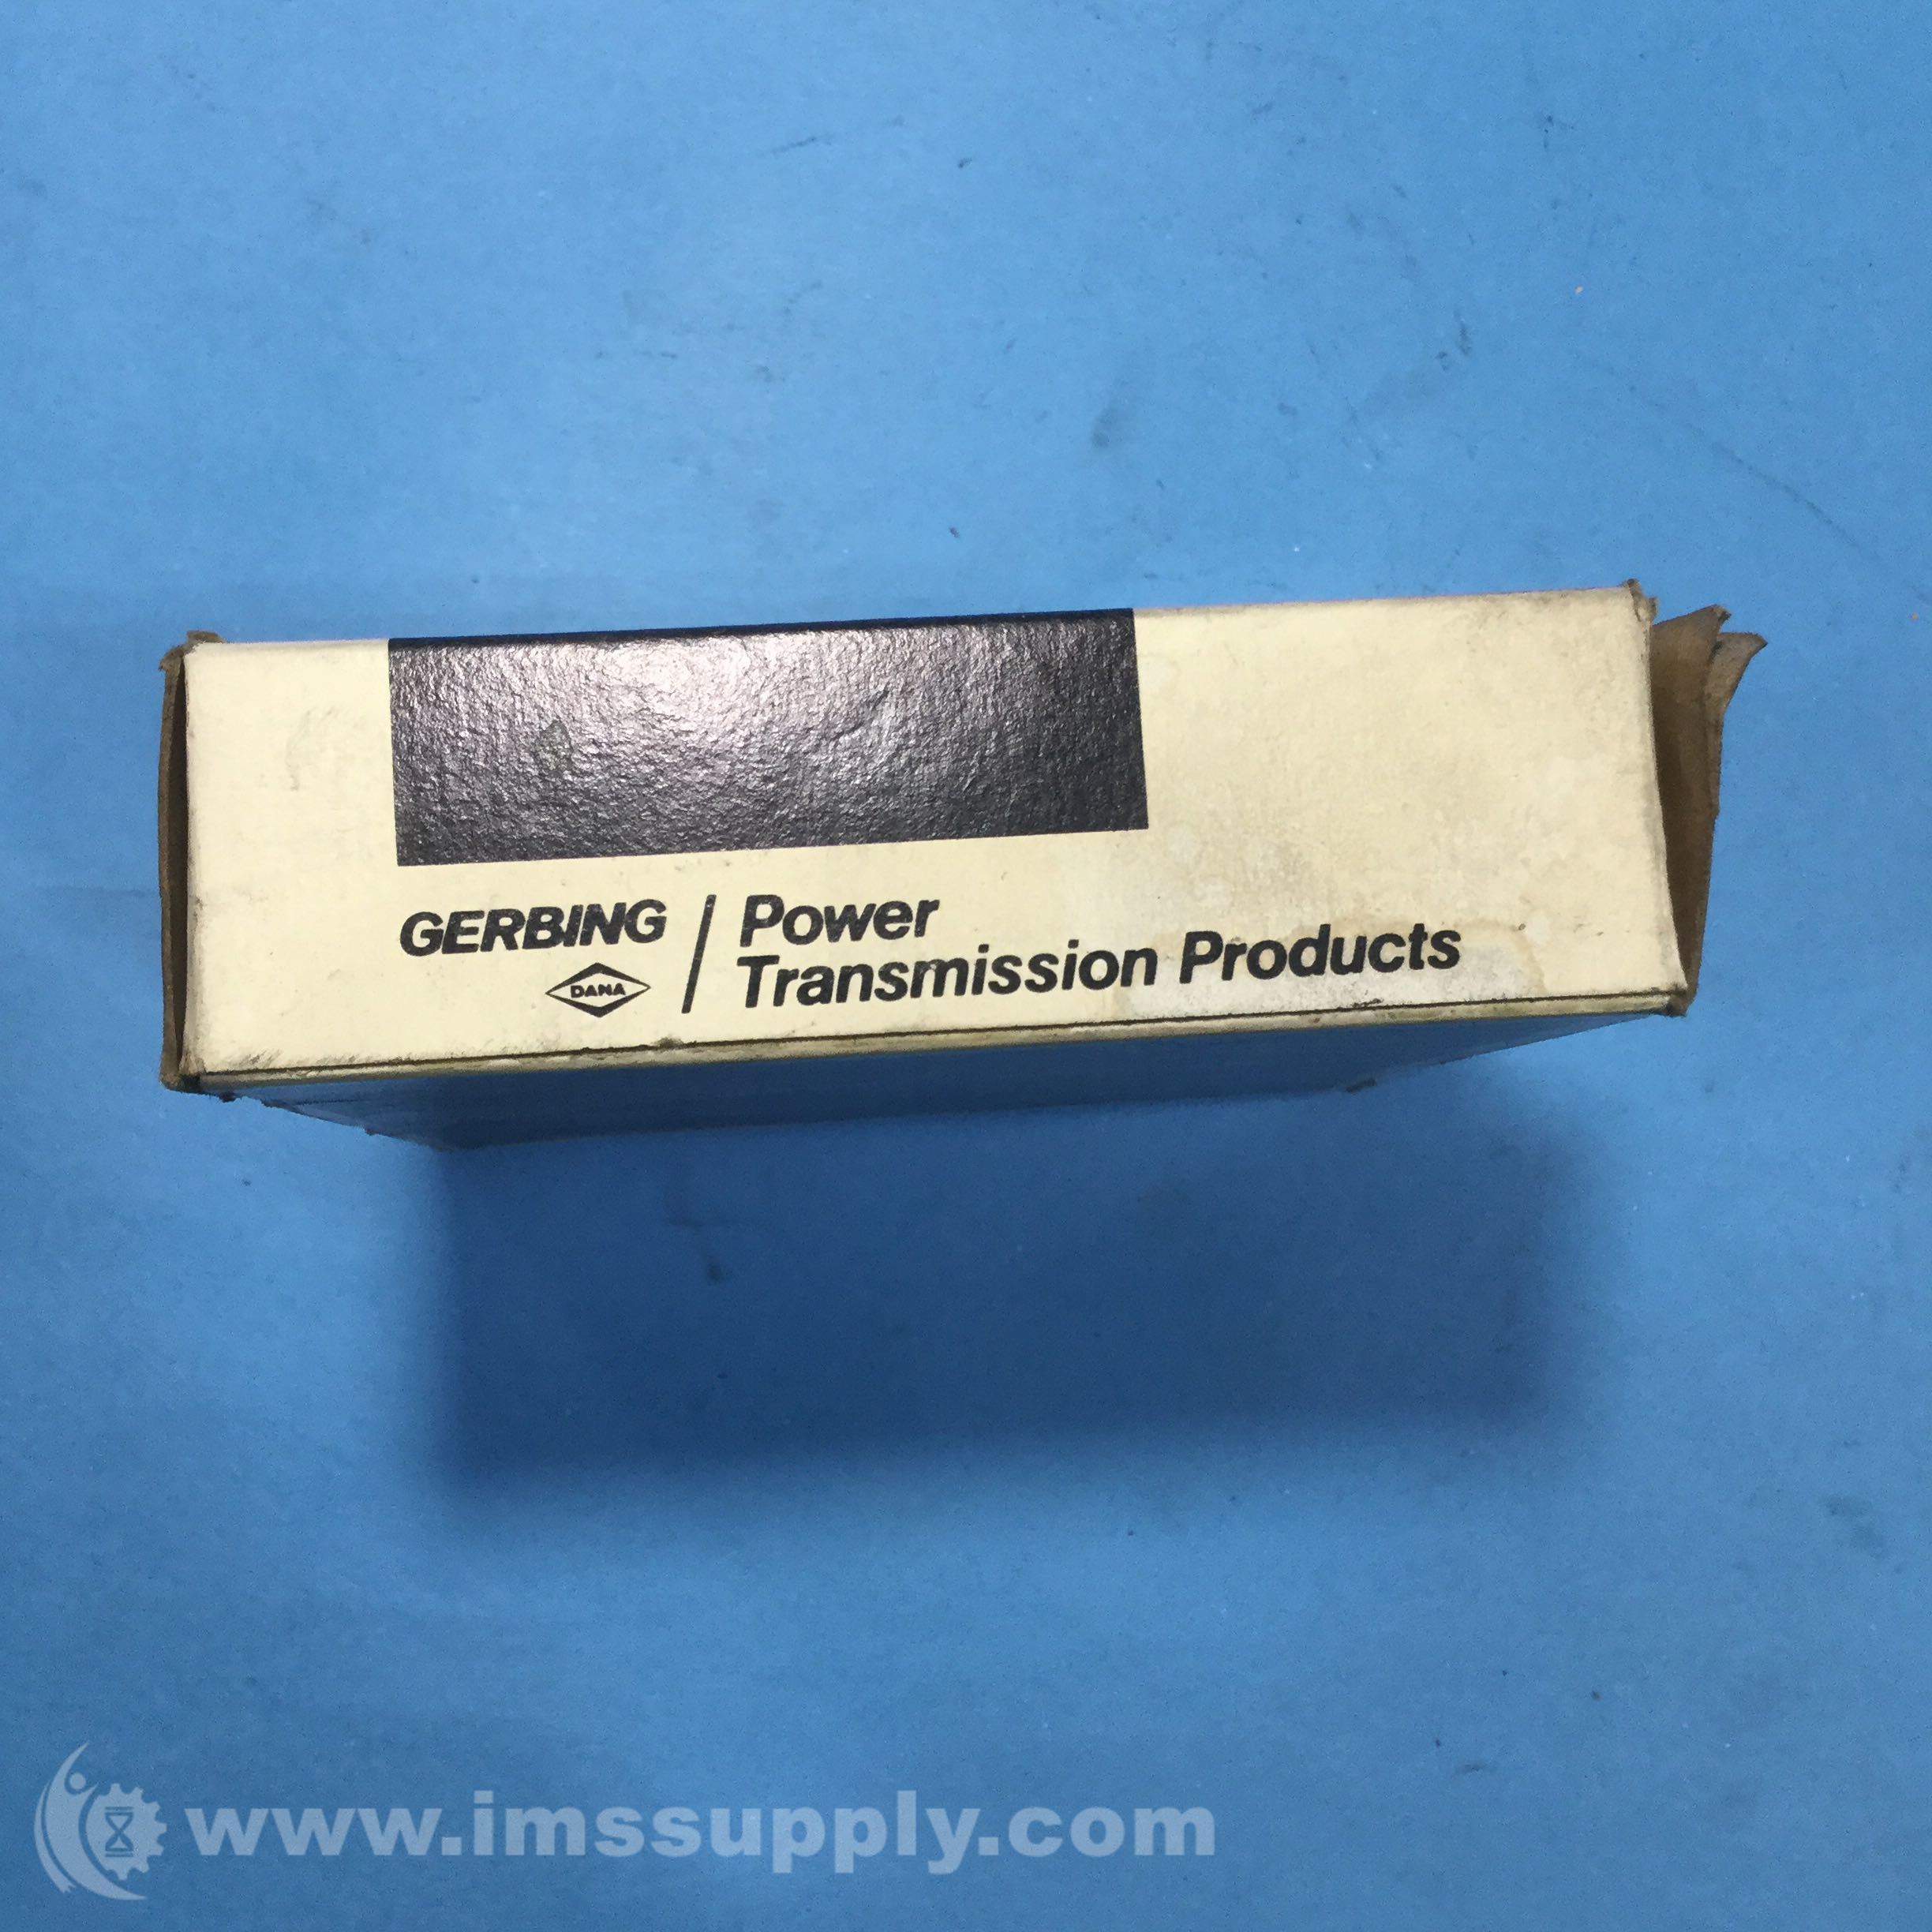 GERBING
DANA
Power
Transmission Products
www.imssupply.com